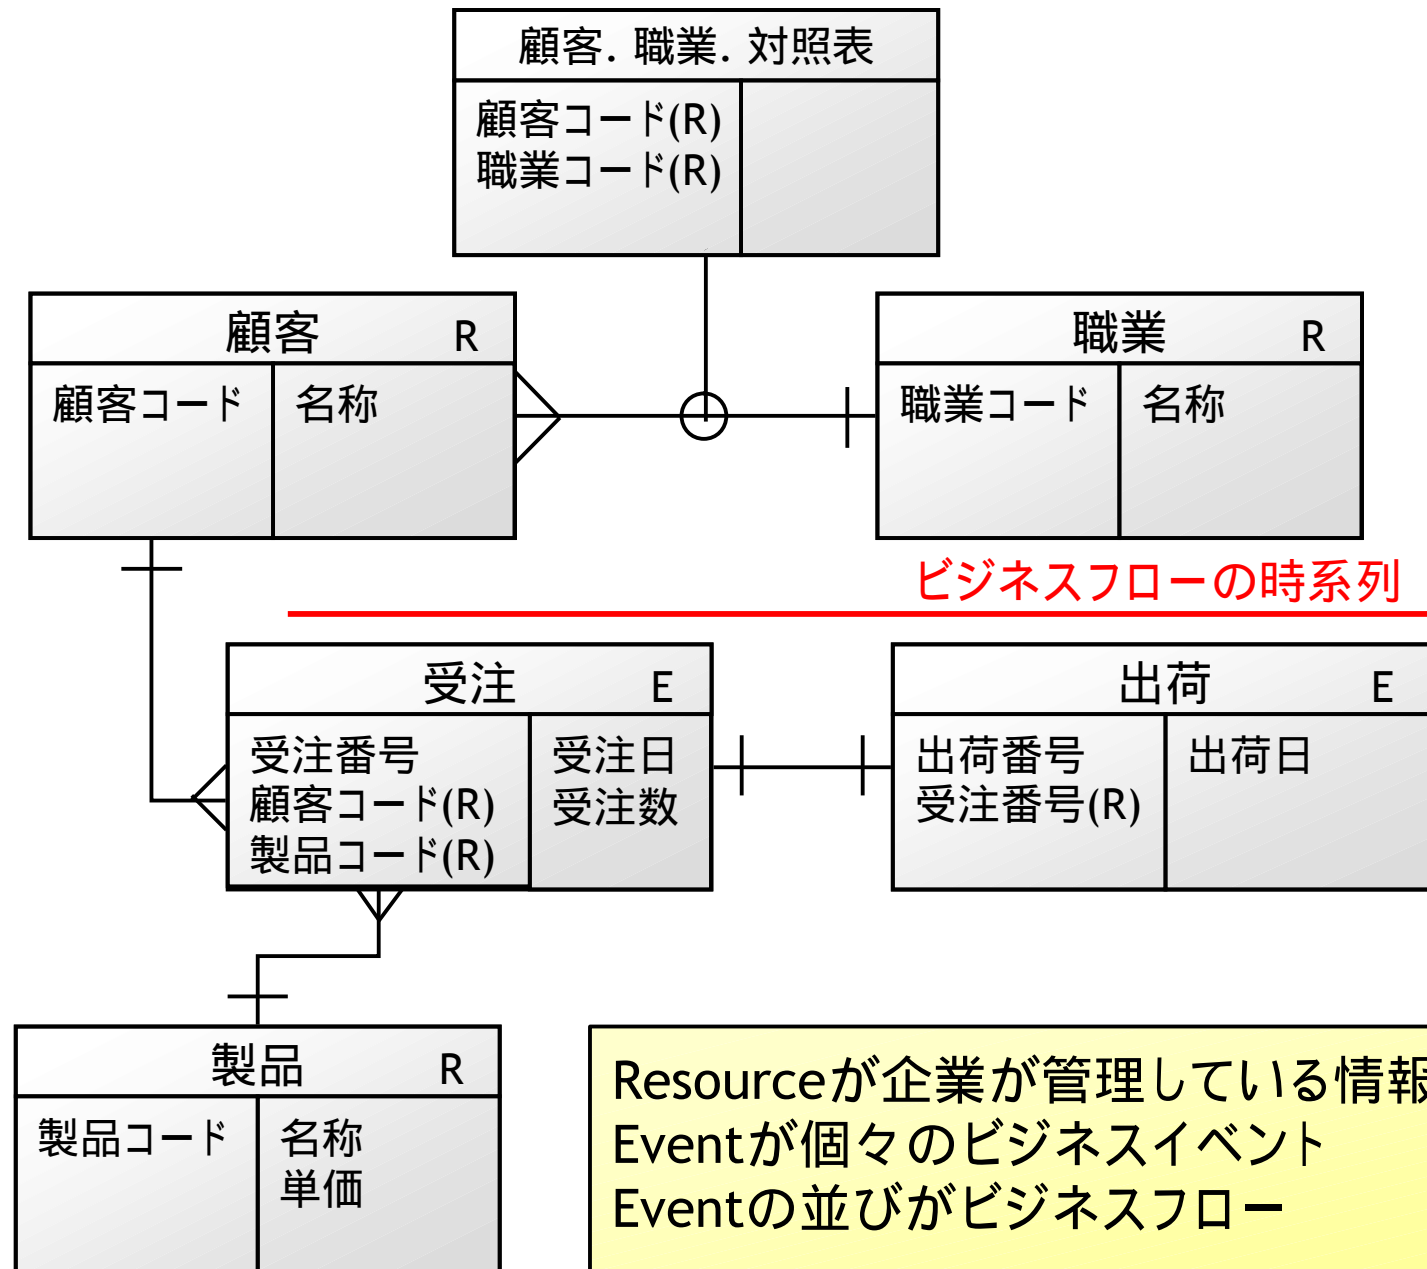 顧客．職業．対照表
顧客コード(R)
職業コード(R)
顧客 R
顧客コード
名称
職業 R
職業コード
名称
ビジネスフローの時系列
受注 E
受注番号
顧客コード(R)
製品コード(R)
受注日
受注数
出荷 E
出荷番号
受注番号(R)
出荷日
製品 R
製品コード
名称
単価
Resourceが企業が管理している情報
Eventが個々のビジネスイベント
Eventの並びがビジネスフロー